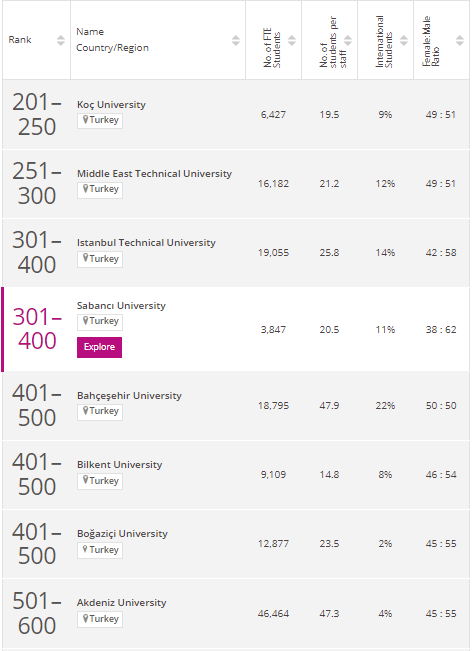 Rank
Name
Country/Region
No. of FTE
Students
No. of
students per
staff
International
Students
Female:Male
Ratio
201–
250
Koç University
Turkey
6,427
19.5
9%
49 : 51
251–
300
Middle East Technical University
Turkey
16,182
21.2
12%
49 : 51
301–
400
Istanbul Technical University
Turkey
19,055
25.8
14%
42 : 58
301–
400
Sabancı University
Turkey
Explore
3,847
20.5
11%
38 : 62
401–
500
Bahçeşehir University
Turkey
18,795
47.9
22%
50 : 50
401–
500
Bilkent University
Turkey
9,109
14.8
8%
46 : 54
401–
500
Boğaziçi University
Turkey
12,877
23.5
2%
45 : 55
501–
600
Akdeniz University
Turkey
46,464
47.3
4%
45 : 55